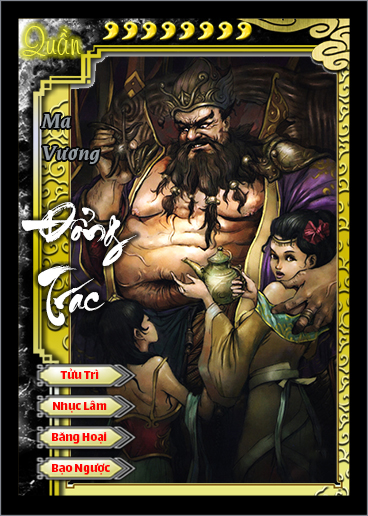 Quần
Ma
Vương
Đổng
Trác
Tửu Trì
Nhục Lâm
Băng Hoại
Bạo Ngược